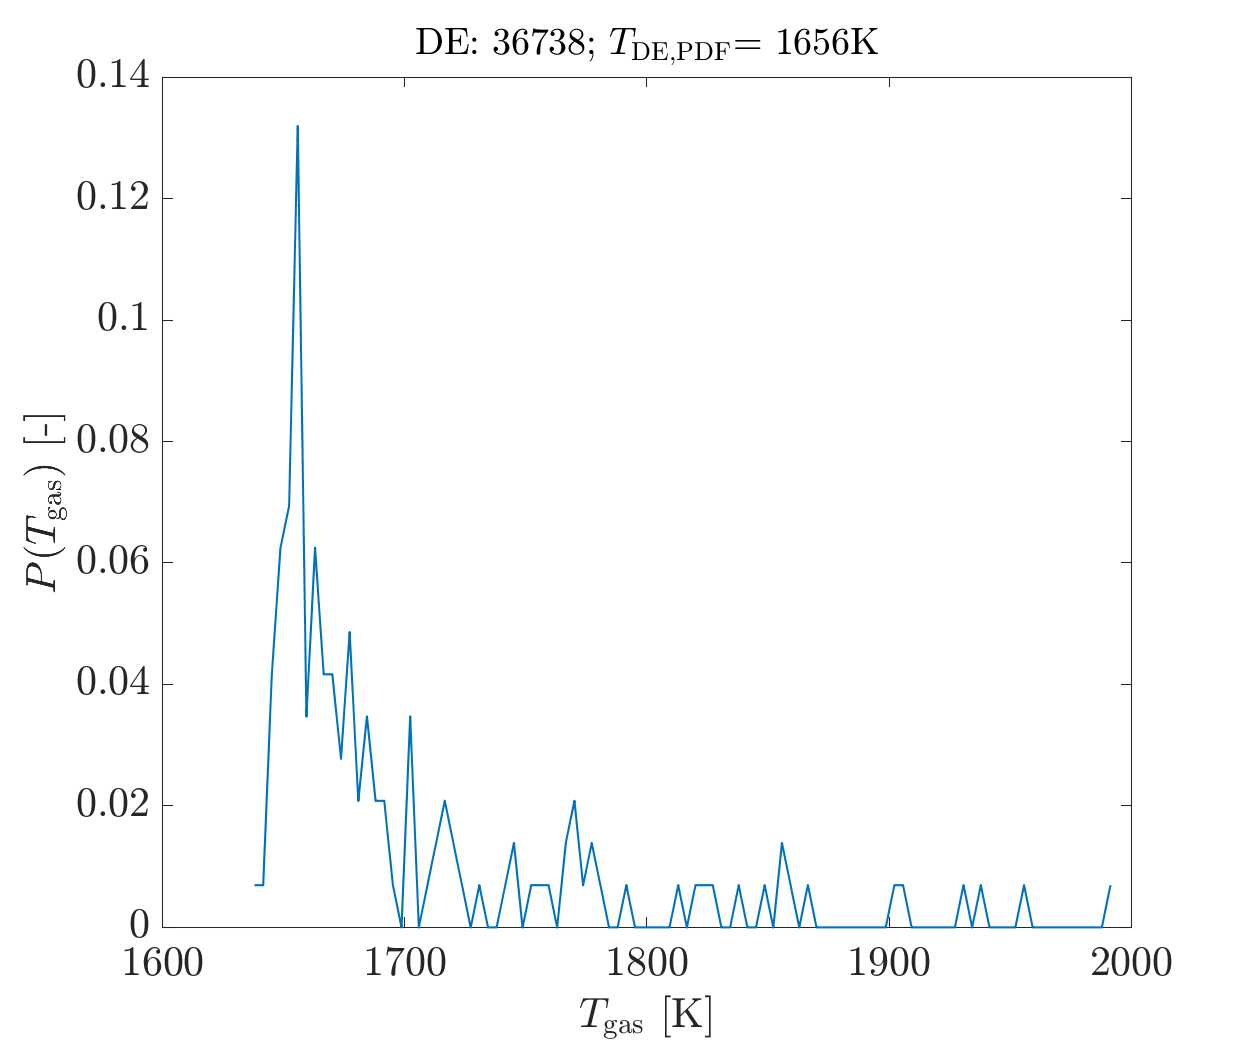 DE: 36738; T_DE,PDF= 1656K
0.14
0.12
0.1
0.08
0.06
0.04
0.02
0
P(T_gas) [-]
1600 1700 1800 1900 2000
T_gas [K]